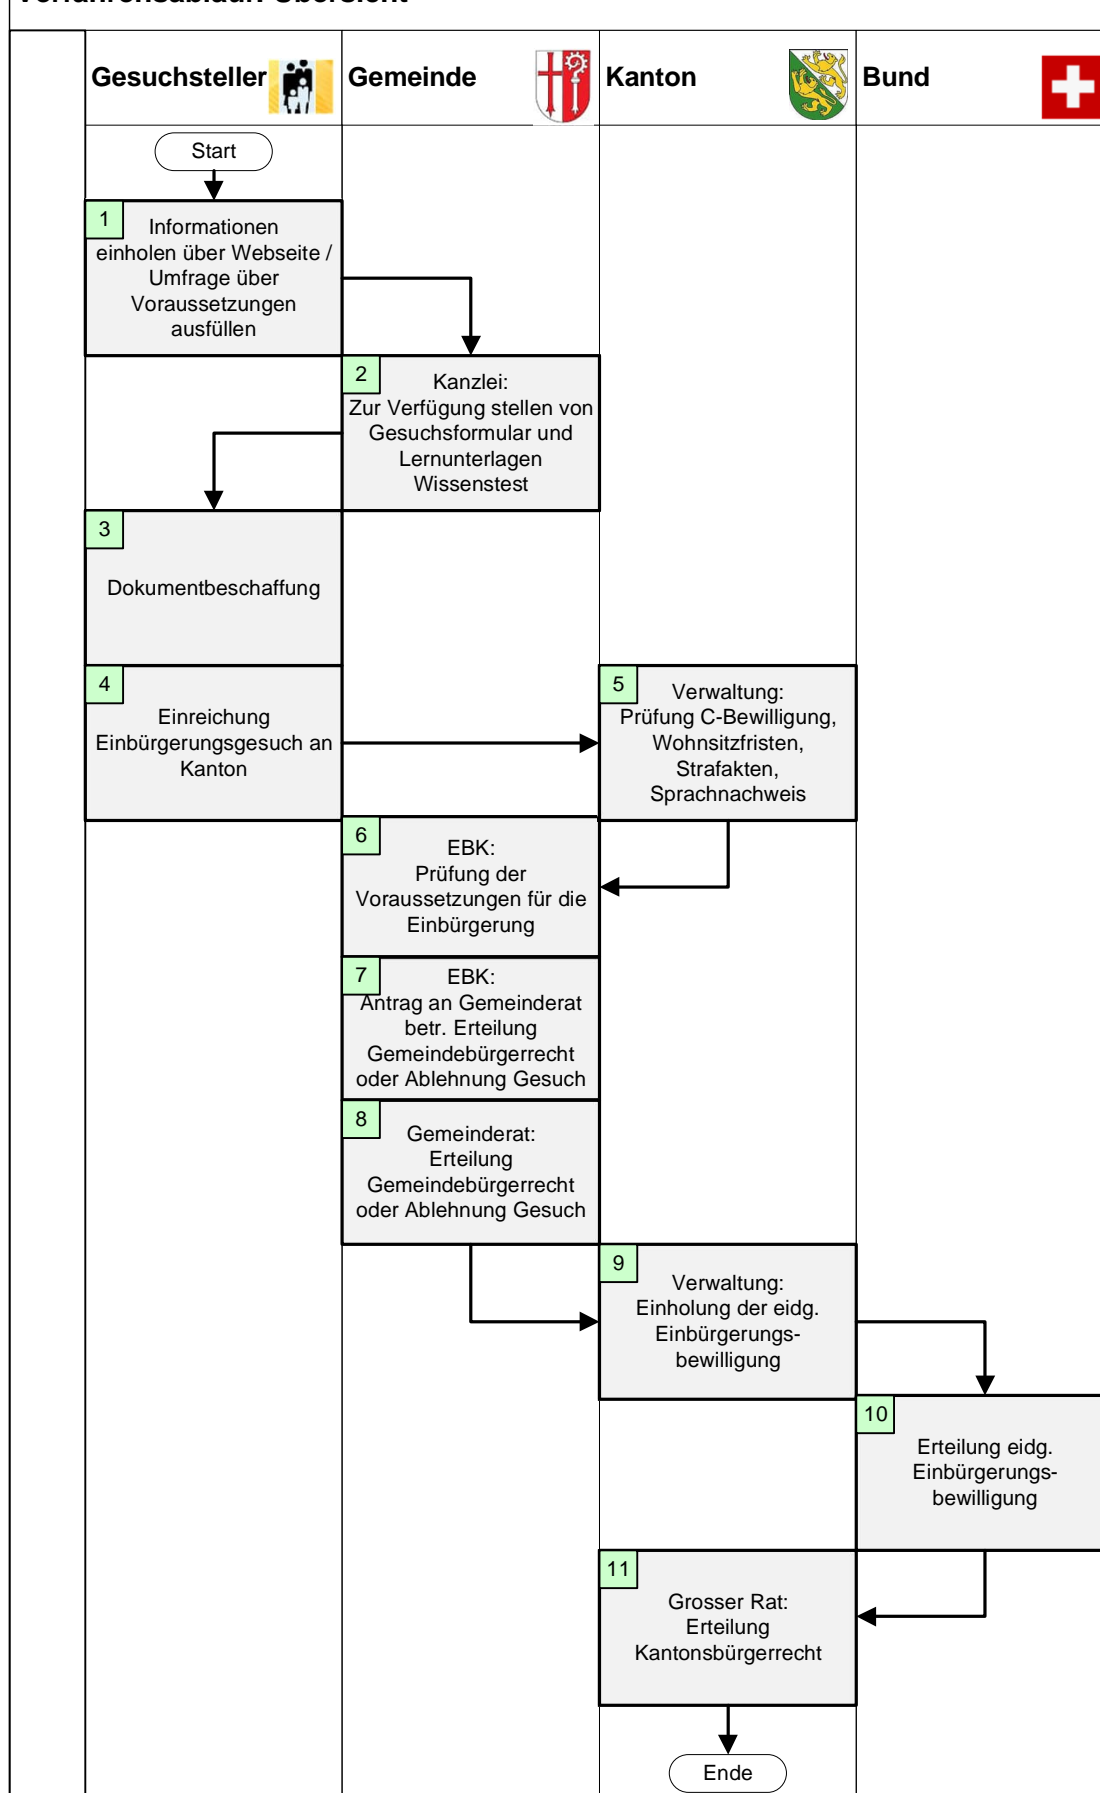 Verfahrensablauf: Übersicht
Gesuchsteller
Gemeinde
Kanton
Bund
Start
1
Informationen
einholen über Webseite /
Umfrage über
Voraussetzungen
ausfüllen
2
Kanzlei:
Zur Verfügung stellen von
Gesuchsformular und
Lernunterlagen
Wissenstest
3
Dokumentbeschaffung
4
Einreichung
Einbürgerungsgesuch an
Kanton
5
Verwaltung:
Prüfung C-Bewilligung,
Wohnsitzfristen,
Strafakten,
Sprachnachweis
6
EBK:
Prüfung der
Voraussetzungen für die
Einbürgerung
7
EBK:
Antrag an Gemeinderat
betr. Erteilung
Gemeindebürgerrecht
oder Ablehnung Gesuch
8
Gemeinderat:
Erteilung
Gemeindebürgerrecht
oder Ablehnung Gesuch
9
Verwaltung:
Einholung der eidg.
Einbürgerungs-
bewilligung
10
Erteilung eidg.
Einbürgerungs-
bewilligung
11
Grosser Rat:
Erteilung
Kantonsbürgerrecht
Ende